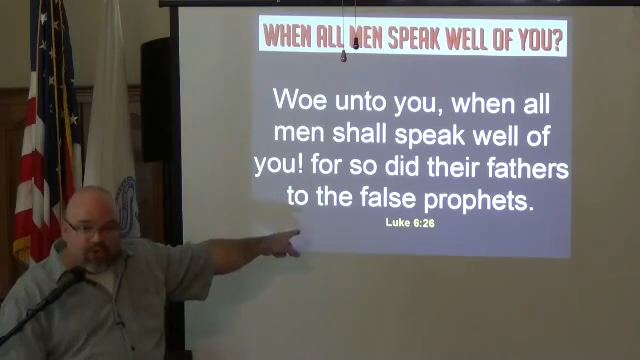 WHEN ALL MEN SPEAK WELL OF YOU?
Woe unto you, when all
men shall speak well of
you! for so did their fathers
to the false prophets.
Luke 6:26